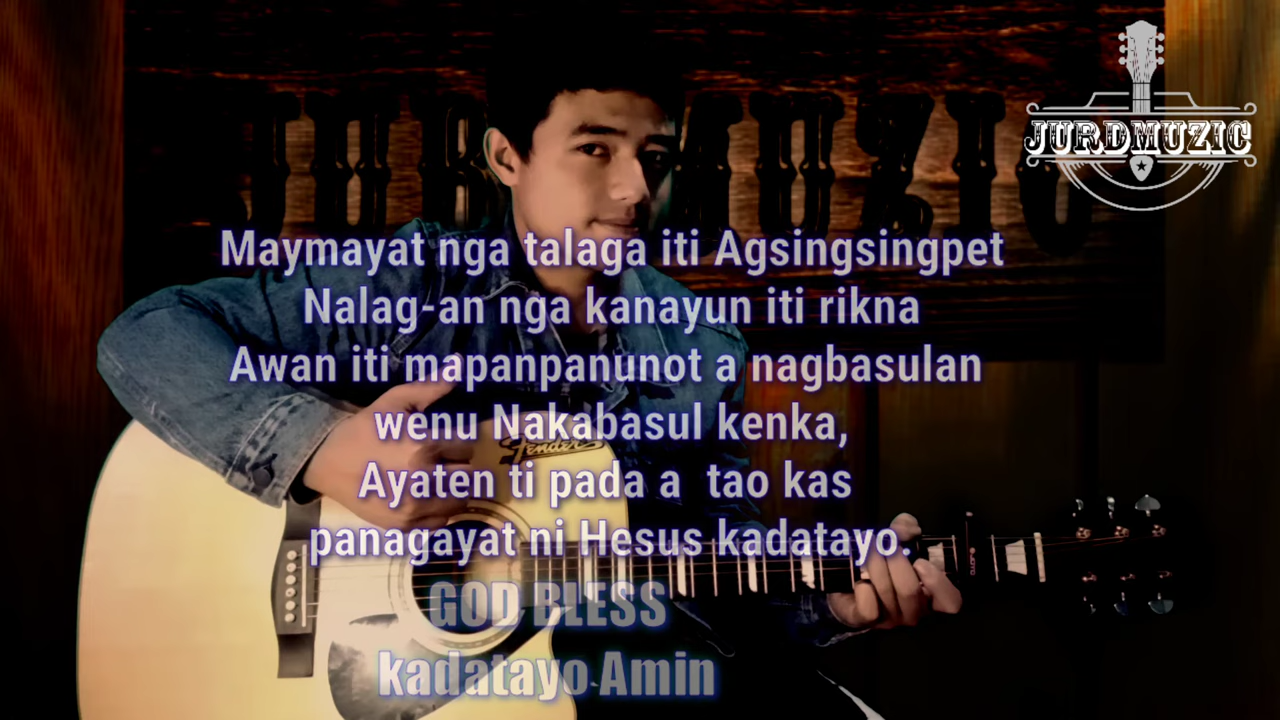 JURDMUZIC
Maymayat nga talaga iti Agsingsingpet
Nalag-an nga kanayun iti rikna
Awan iti mapanpanunot a nagbasulan
wenu Nakabasul kenka,
Fender
Ayaten ti pada a tao kas
panagayat ni Hesus kadatayo.
GOD BLESS
kadatayo Amin